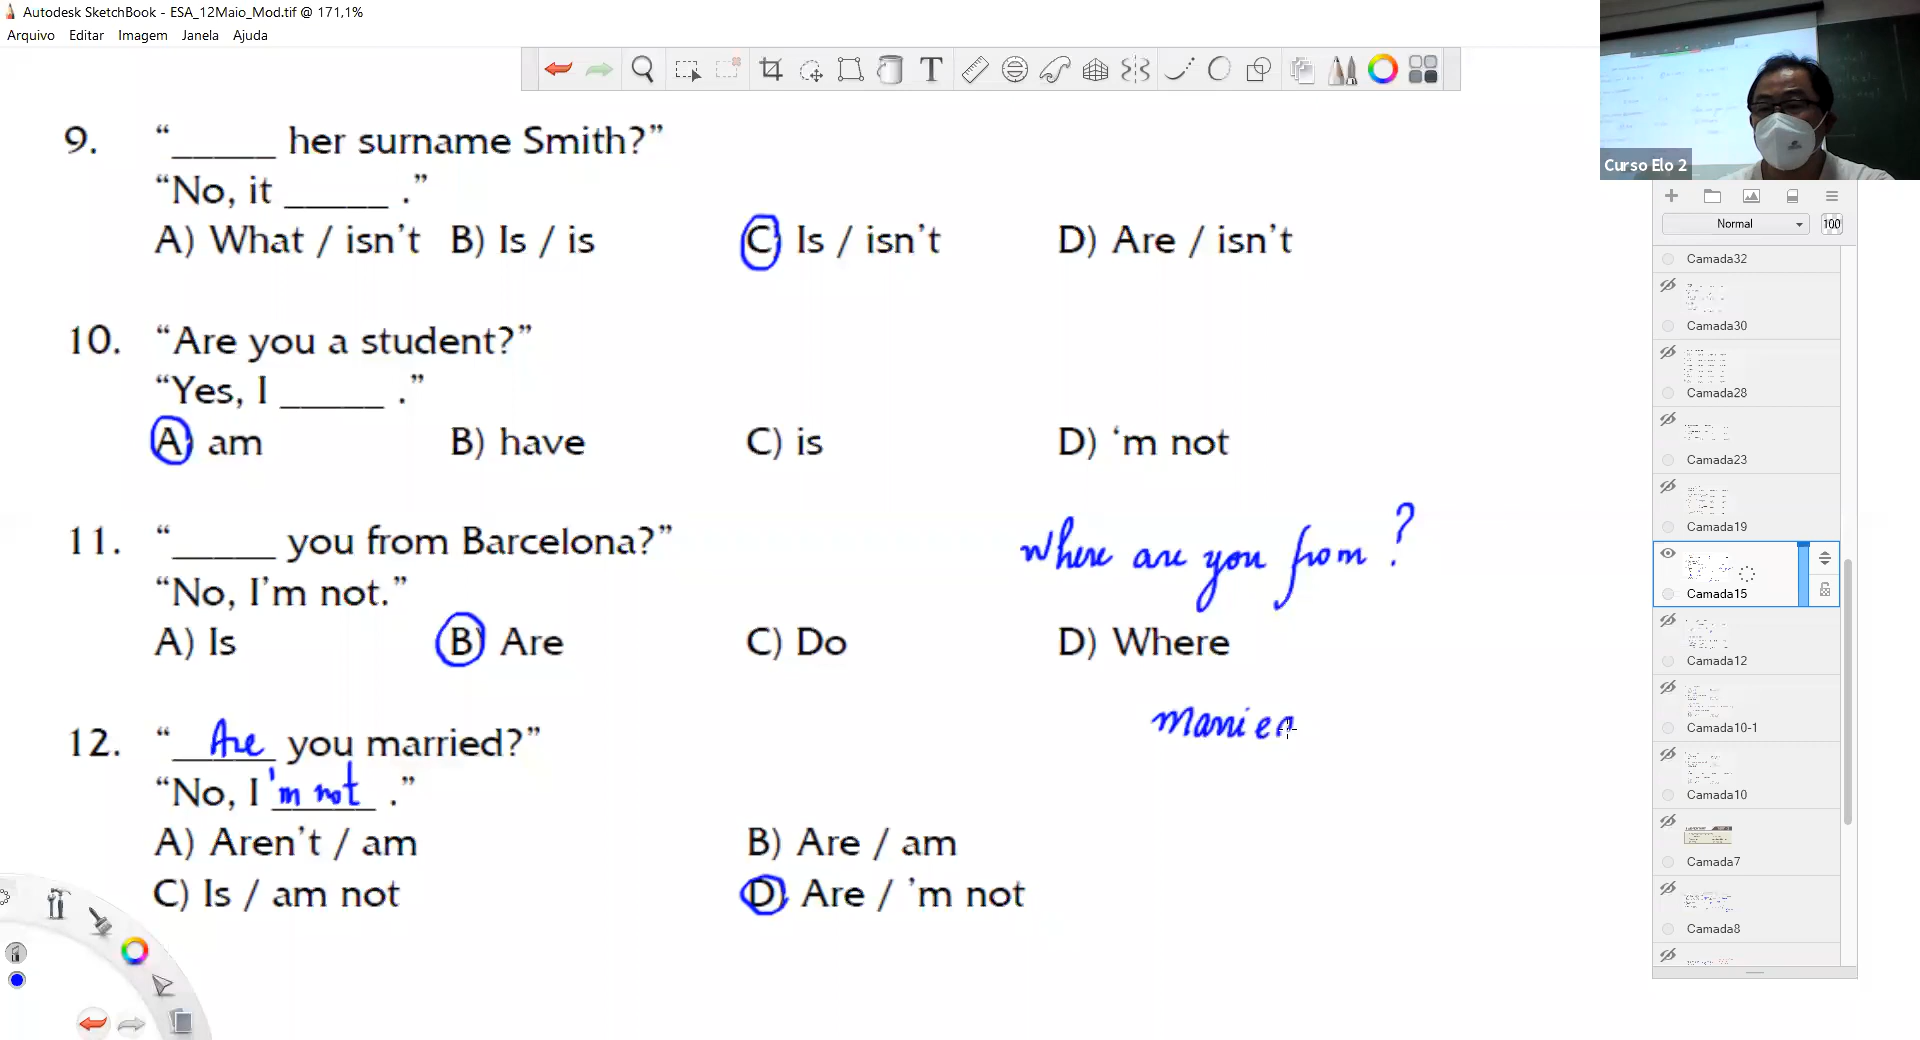 Autodesk SketchBook - ESA_12Maio_Mod.tif @ 171,1%
Arquivo Editar Imagem Janela Ajuda
Curso Elo 2
9. “_____ her surname Smith?”
“No, it _____ .”
A) What / isn’t B) Is / is C) Is / isn’t D) Are / isn’t
10. “Are you a student?”
“Yes, I _____ .”
A) am B) have C) is D) ‘m not
11. “_____ you from Barcelona?”
where are you from ?
“No, I’m not.”
A) Is B) Are C) Do D) Where
12. “ Are you married?”
“No, I 'm not .”
A) Aren’t / am B) Are / am
C) Is / am not D) Are / ’m not
Normal 100
Camada32
Camada30
Camada28
Camada23
Camada19
Camada15
Camada12
Camada10-1
Camada10
Camada7
Camada8